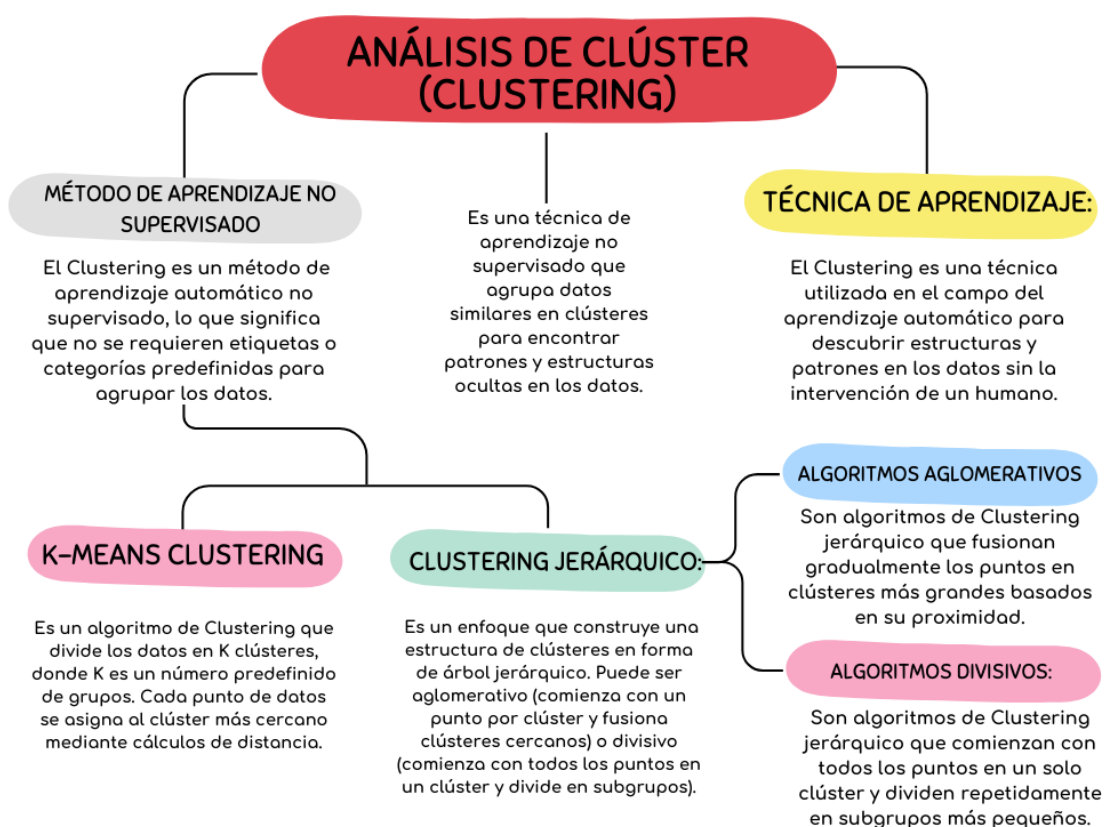 ANÁLISIS DE CLÚSTER
(CLUSTERING)
MÉTODO DE APRENDIZAJE NO
SUPERVISADO
El Clustering es un método de
aprendizaje automático no
supervisado, lo que significa
que no se requieren etiquetas o
categorías predefinidas para
agrupar los datos.
Es una técnica de
aprendizaje no
supervisado que
agrupa datos
similares en clústeres
para encontrar
patrones y estructuras
ocultas en los datos.
TÉCNICA DE APRENDIZAJE:
El Clustering es una técnica
utilizada en el campo del
aprendizaje automático para
descubrir estructuras y
patrones en los datos sin la
intervención de un humano.
K-MEANS CLUSTERING
Es un algoritmo de Clustering que
divide los datos en K clústeres,
donde K es un número predefinido
de grupos. Cada punto de datos
se asigna al clúster más cercano
mediante cálculos de distancia.
CLUSTERING JERÁRQUICO:
Es un enfoque que construye una
estructura de clústeres en forma
de árbol jerárquico. Puede ser
aglomerativo (comienza con un
punto por clúster y fusiona
clústeres cercanos) o divisivo
(comienza con todos los puntos en
un clúster y divide en subgrupos).
ALGORITMOS AGLOMERATIVOS
Son algoritmos de Clustering
jerárquico que fusionan
gradualmente los puntos en
clústeres más grandes basados
en su proximidad.
ALGORITMOS DIVISIVOS:
Son algoritmos de Clustering
jerárquico que comienzan con
todos los puntos en un solo
clúster y dividen repetidamente
en subgrupos más pequeños.